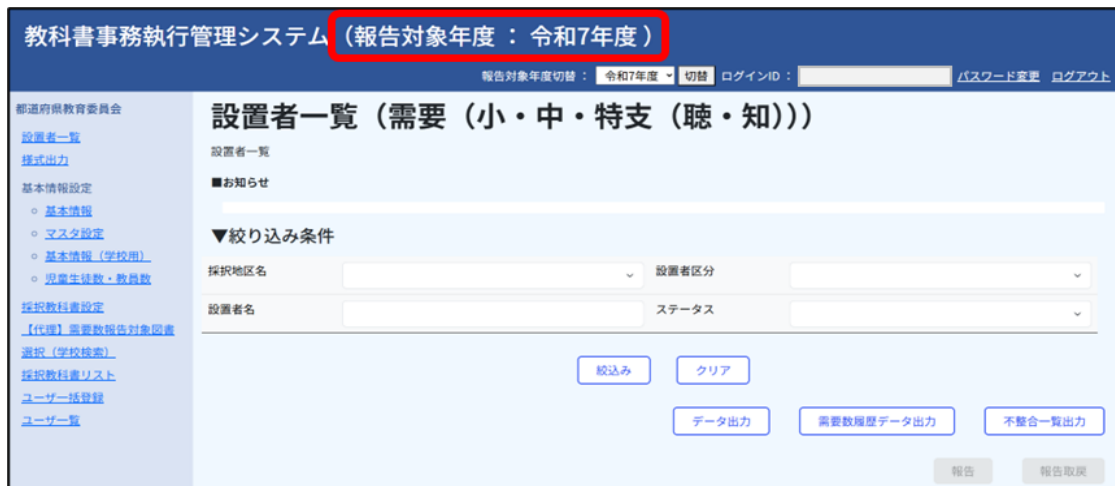 教科書事務執行管理システム（報告対象年度 ： 令和7年度）
報告対象年度切替 ： 令和7年度 切替 ログインID ： パスワード変更 ログアウト
都道府県教育委員会
設置者一覧
様式出力
基本情報設定
基本情報
マスタ設定
基本情報（学校用）
児童生徒数・教員数
採択教科書設定
【代理】需要数報告対象図書
選択（学校検索）
採択教科書リスト
ユーザ一括登録
ユーザ一覧
設置者一覧（需要（小・中・特支（聴・知）））
設置者一覧
■お知らせ
▼絞り込み条件
採択地区名 設置者区分
設置者名 ステータス
絞込み クリア
データ出力 需要数履歴データ出力 不整合一覧出力
報告 報告取戻